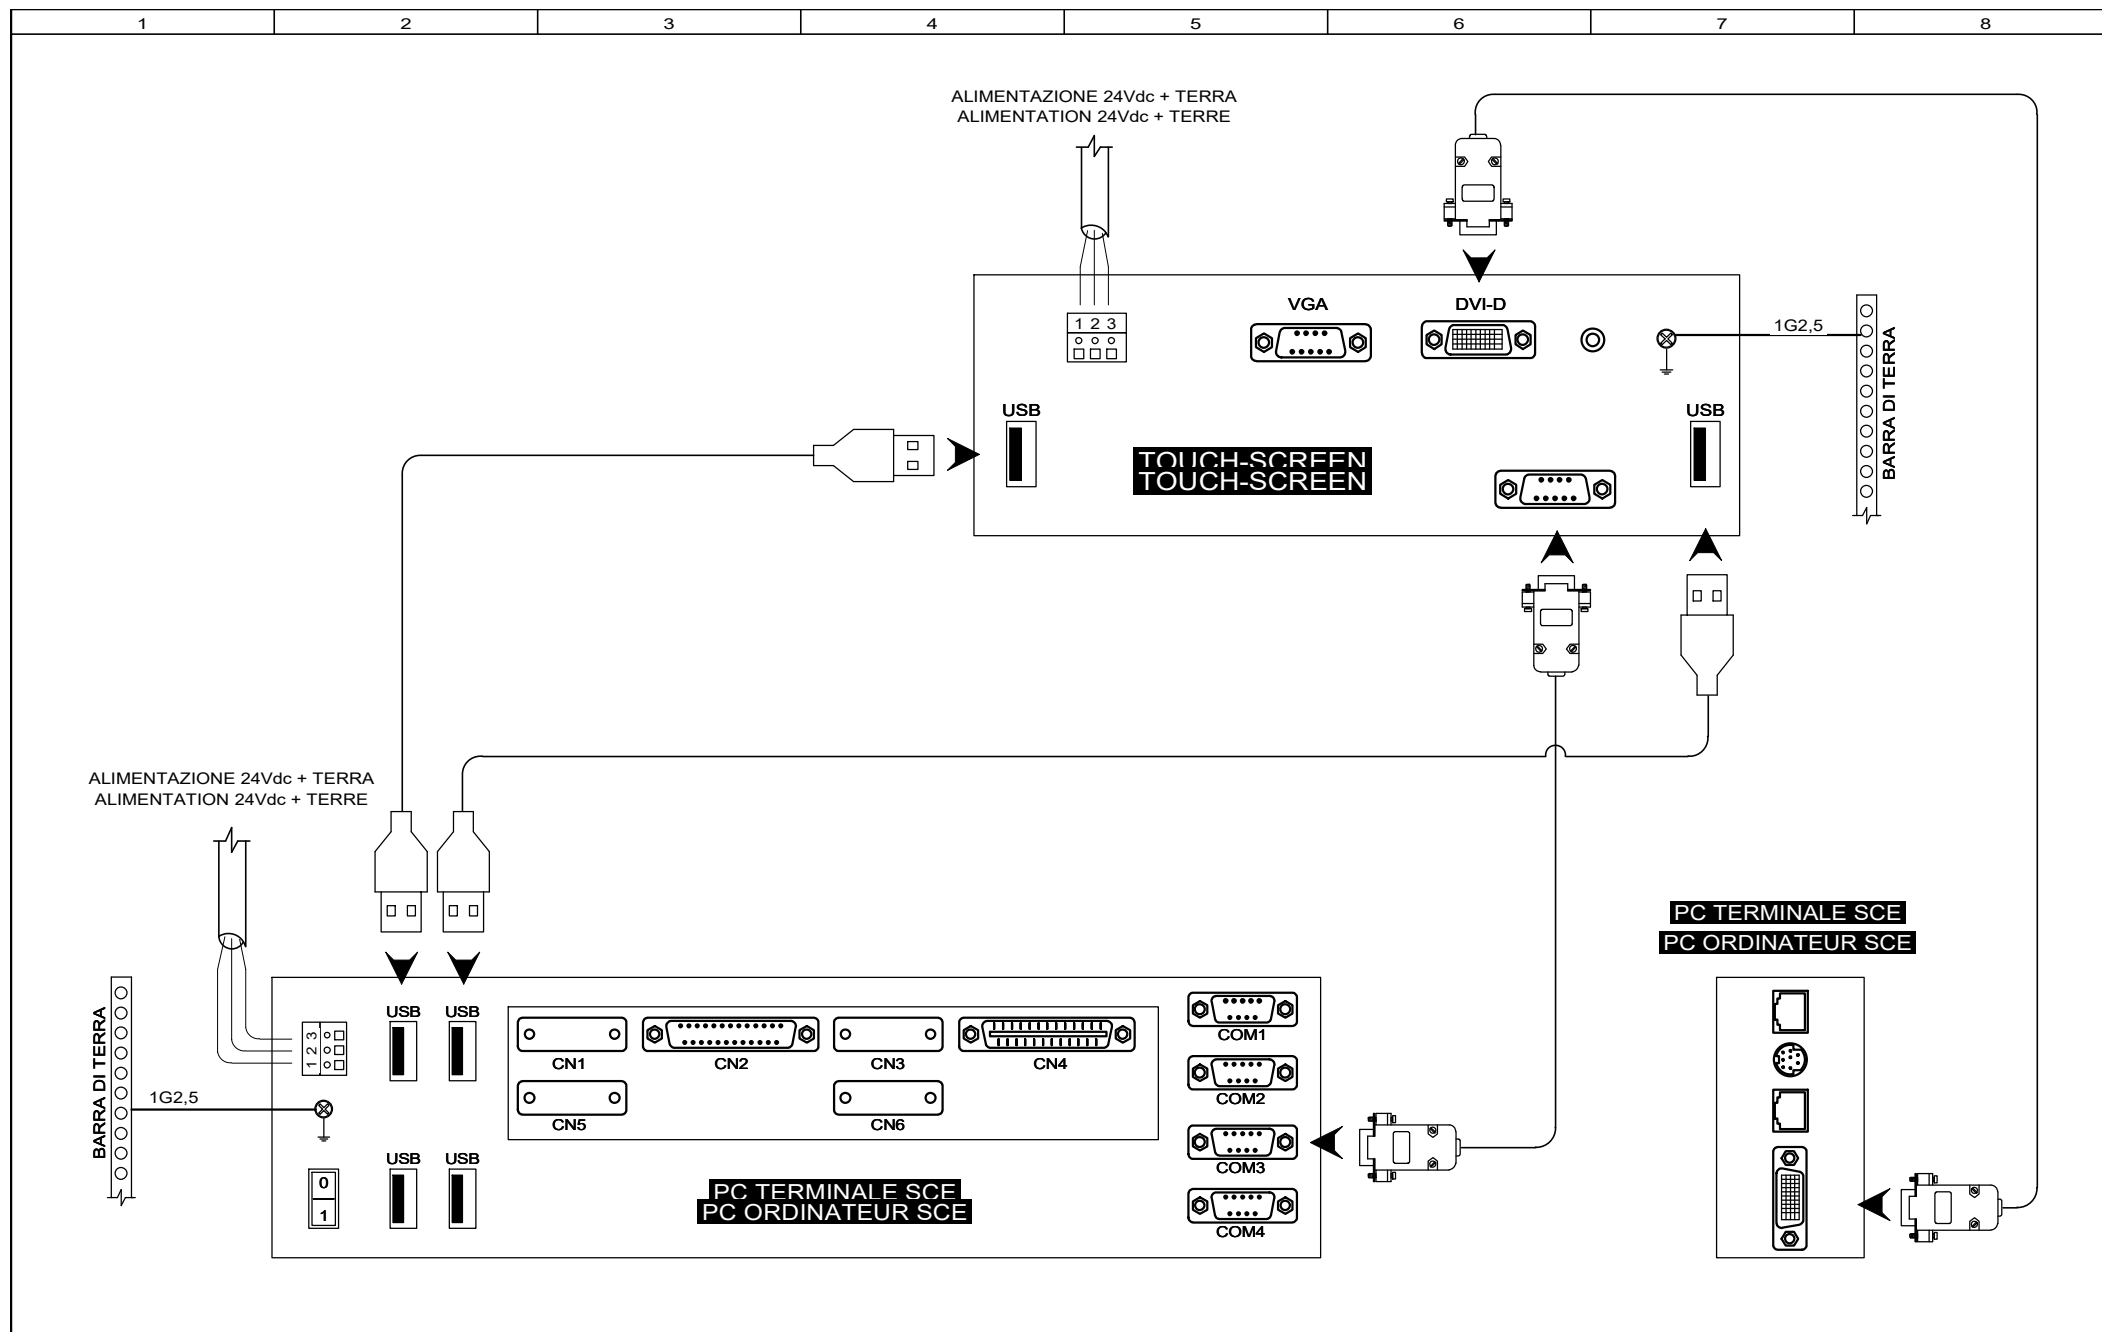 1 2 3 4 5 6 7 8
ALIMENTAZIONE 24Vdc + TERRA
ALIMENTATION 24Vdc + TERRE
VGA
DVI-D
1 2 3
1G2,5
BARRA DI TERRA
USB
USB
TOUCH-SCREEN
TOUCH-SCREEN
ALIMENTAZIONE 24Vdc + TERRA
ALIMENTATION 24Vdc + TERRE
PC TERMINALE SCE
PC ORDINATEUR SCE
BARRA DI TERRA
1G2,5
1 2 3
USB
USB
CN1
CN2
CN3
CN4
CN5
CN6
COM1
COM2
COM3
COM4
USB
USB
0
1
PC TERMINALE SCE
PC ORDINATEUR SCE